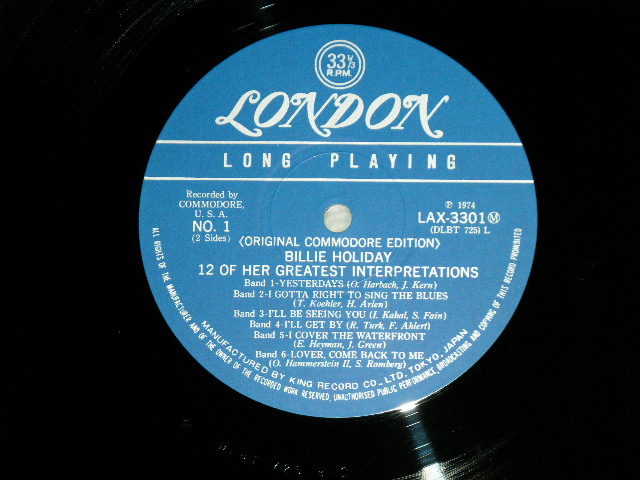 33⅓
R.P.M.
LONDON
LONG PLAYING
Recorded by
COMMODORE,
U. S. A.
NO. 1
(2 Sides)
Ⓟ 1974
LAX-3301 Ⓜ
(DLBT 725) L
〈ORIGINAL COMMODORE EDITION〉
BILLIE HOLIDAY
12 OF HER GREATEST INTERPRETATIONS
Band 1-YESTERDAYS (O. Harbach, J. Kern)
Band 2-I GOTTA RIGHT TO SING THE BLUES
(T. Koehler, H. Arlen)
Band 3-I'LL BE SEEING YOU (I. Kahal, S. Fain)
Band 4-I'LL GET BY (R. Turk, F. Ahlert)
Band 5-I COVER THE WATERFRONT
(E. Heyman, J. Green)
Band 6-LOVER, COME BACK TO ME
(O. Hammerstein II, S. Romberg)
MANUFACTURED BY KING RECORD CO., LTD, TOKYO, JAPAN
ALL RIGHTS OF THE MANUFACTURER AND OF THE OWNER OF THE RECORDED WORK RESERVED, UNAUTHORISED PUBLIC PERFORMANCE, BROADCASTING AND COPYING OF THIS RECORD PROHIBITED